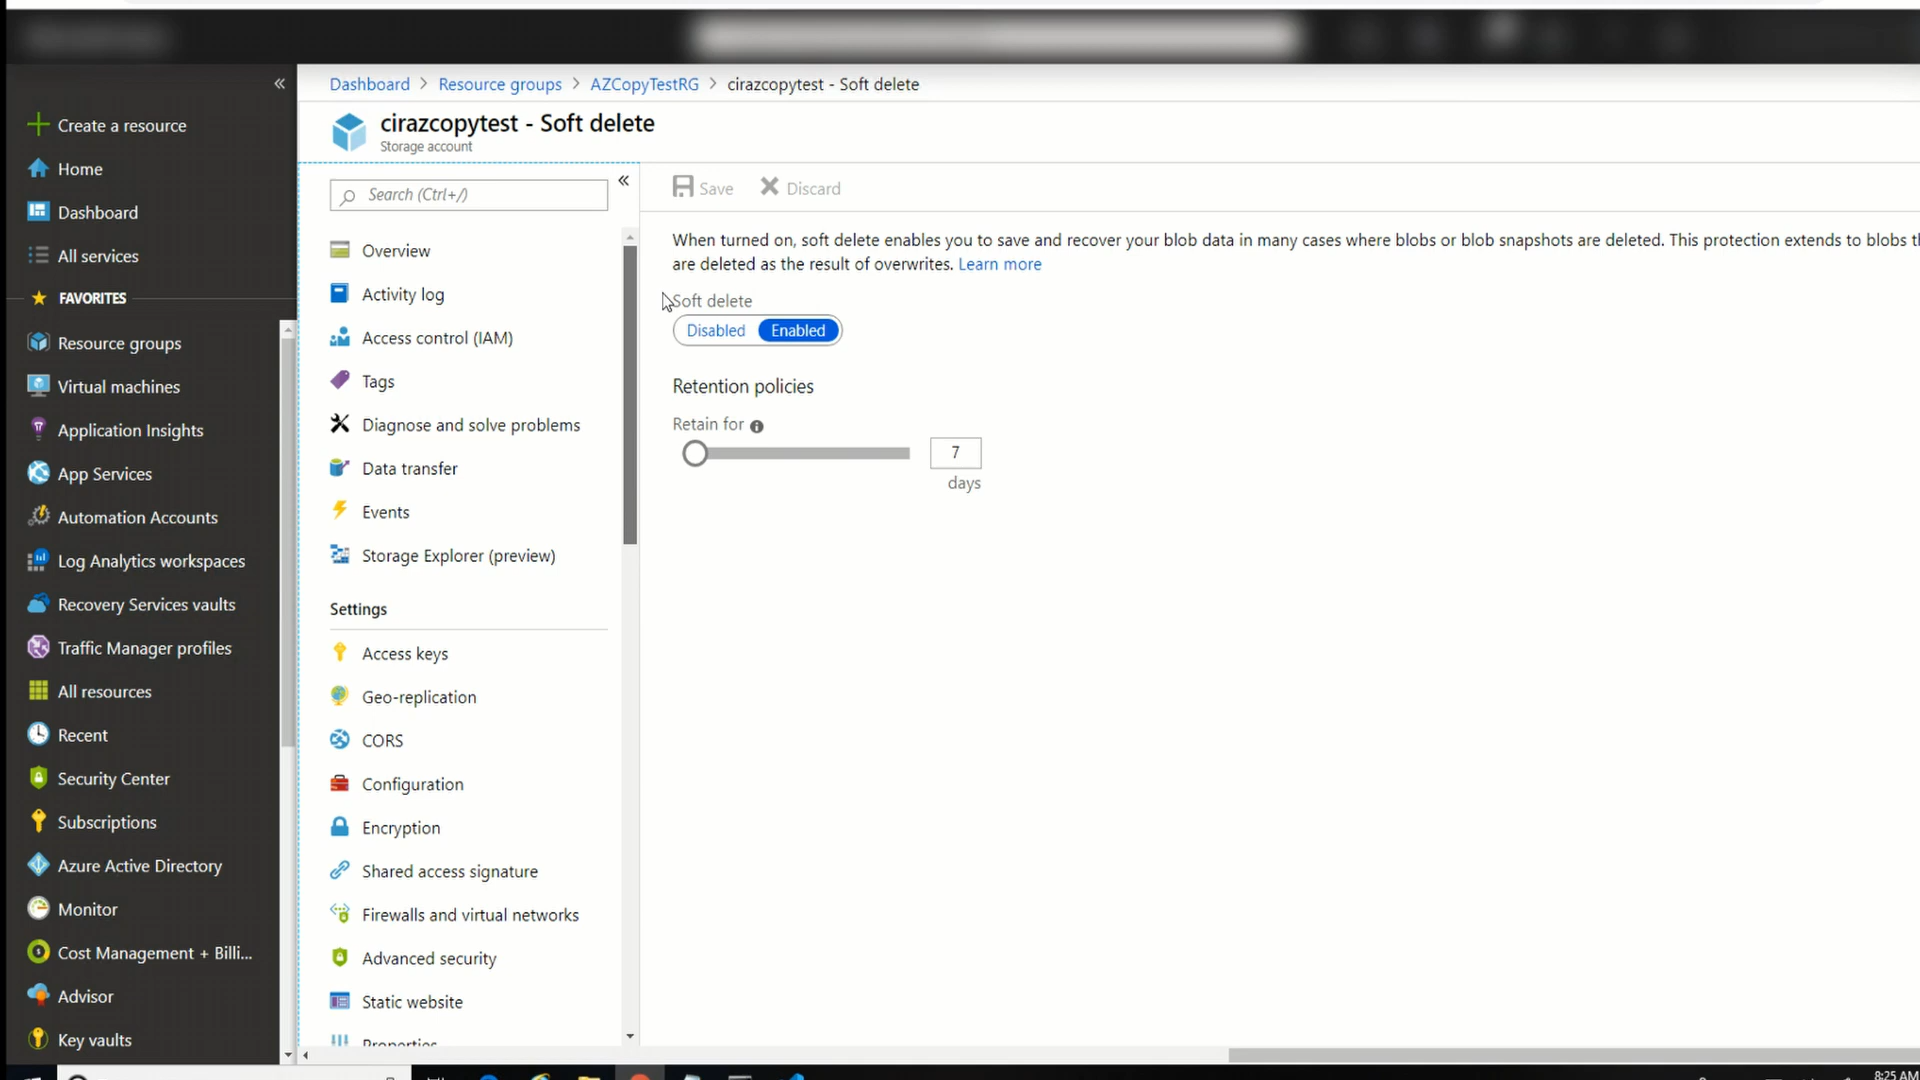 Dashboard > Resource groups > AZCopyTestRG > cirazcopytest - Soft delete
cirazcopytest - Soft delete
Storage account
Create a resource
Home
Dashboard
All services
FAVORITES
Resource groups
Virtual machines
Application Insights
App Services
Automation Accounts
Log Analytics workspaces
Recovery Services vaults
Traffic Manager profiles
All resources
Recent
Security Center
Subscriptions
Azure Active Directory
Monitor
Cost Management + Billi...
Advisor
Key vaults
Search (Ctrl+/)
Overview
Activity log
Access control (IAM)
Tags
Diagnose and solve problems
Data transfer
Events
Storage Explorer (preview)
Settings
Access keys
Geo-replication
CORS
Configuration
Encryption
Shared access signature
Firewalls and virtual networks
Advanced security
Static website
Properties
Save Discard
When turned on, soft delete enables you to save and recover your blob data in many cases where blobs or blob snapshots are deleted. This protection extends to blobs
are deleted as the result of overwrites. Learn more
Soft delete
Disabled Enabled
Retention policies
Retain for
7
days
8:25 AM